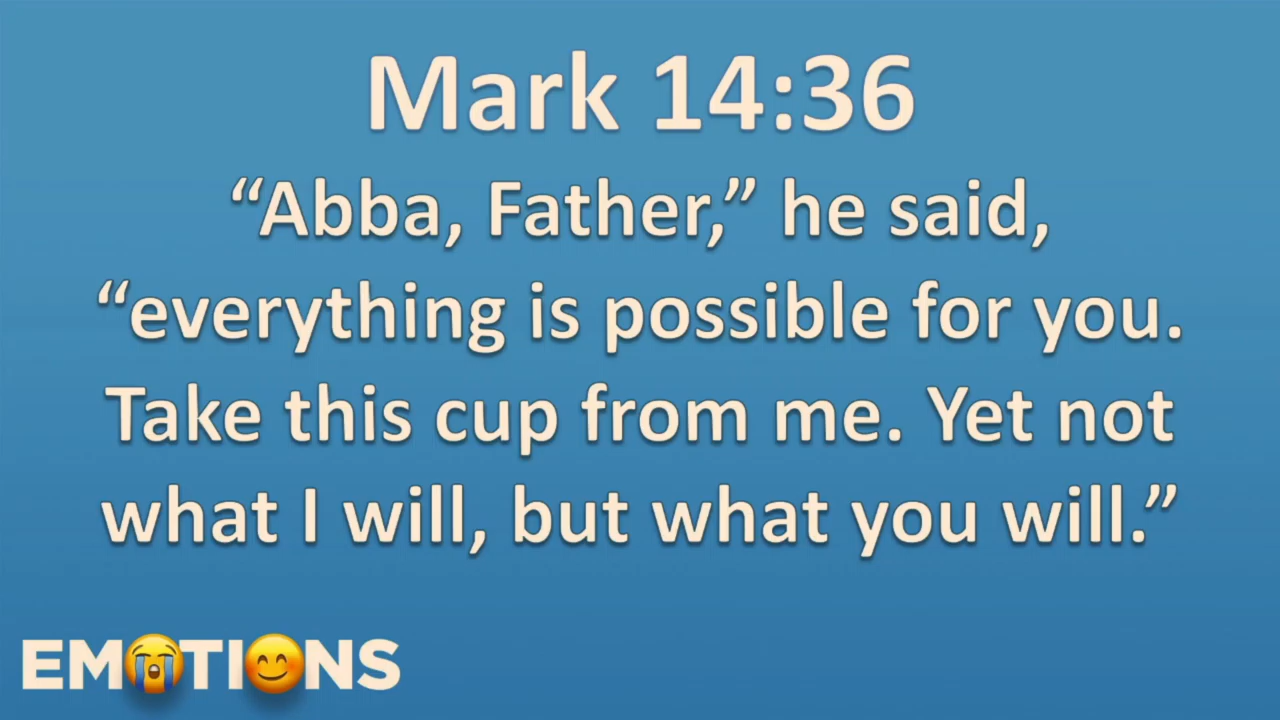 Mark 14:36
“Abba, Father,” he said,
“everything is possible for you.
Take this cup from me. Yet not
what I will, but what you will.”
EM😭TI😊NS